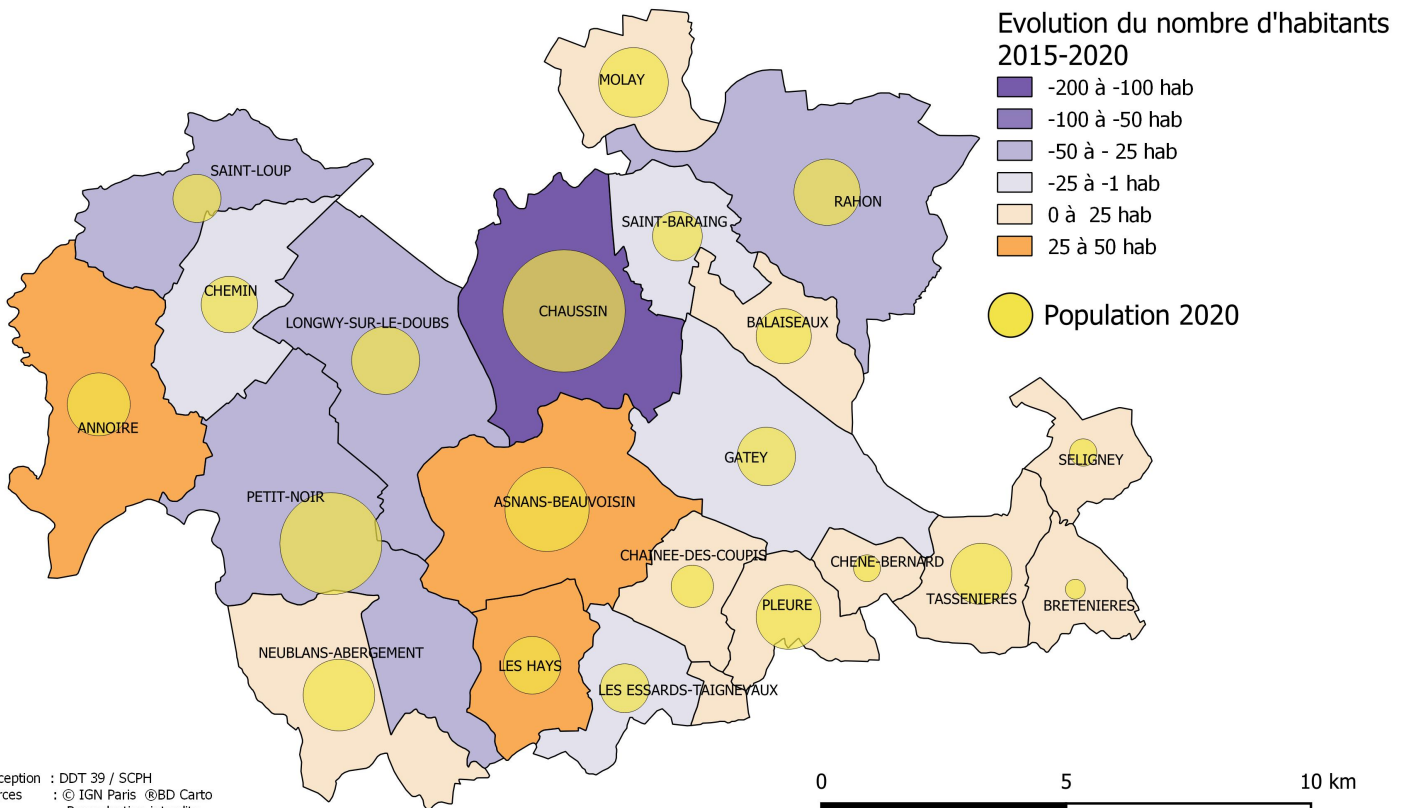 Evolution du nombre d'habitants
2015-2020
-200 à -100 hab
-100 à -50 hab
-50 à - 25 hab
-25 à -1 hab
0 à 25 hab
25 à 50 hab
Population 2020
MOLAY
SAINT-LOUP
RAHON
SAINT-BARAING
CHEMIN
CHAUSSIN
LONGWY-SUR-LE-DOUBS
BALAISEAUX
ANNOIRE
GATEY
SELIGNEY
PETIT-NOIR
ASNANS-BEAUVOISIN
CHAINEE-DES-COUPIS
CHENE-BERNARD
TASSENIERES
PLEURE
BRETENIERES
NEUBLANS-ABERGEMENT
LES HAYS
LES ESSARDS-TAIGNEVAUX
ception : DDT 39 / SCPH
rces : © IGN Paris ®BD Carto
0 5 10 km